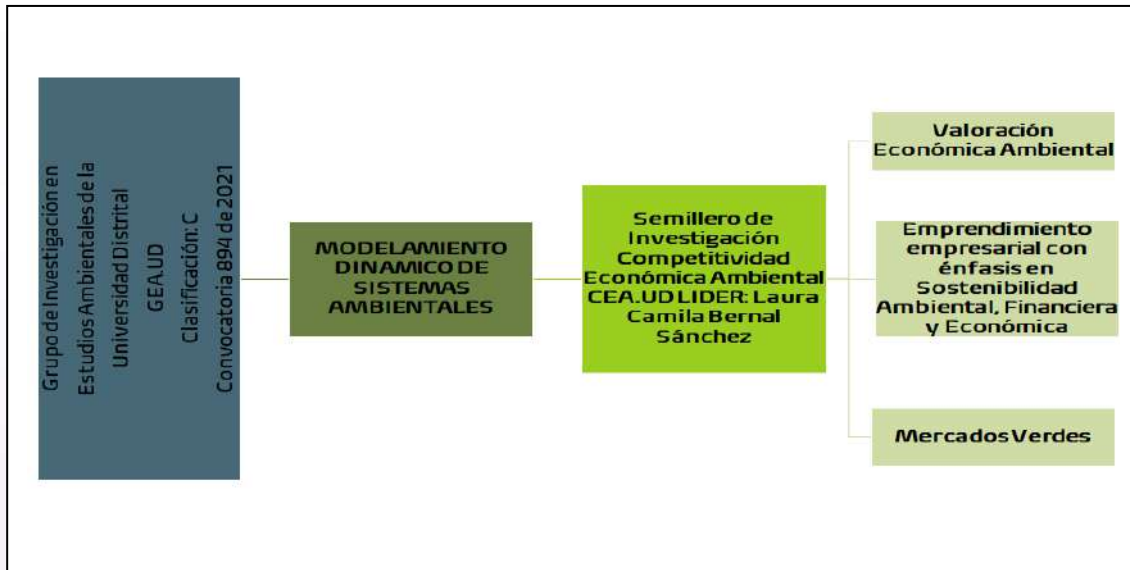 Grupo de Investigación en
Estudios Ambientales de la
Universidad Distrital
GEA.UD
Clasificación: C
Convocatoria 894 de 2021
MODELAMIENTO
DINAMICO DE
SISTEMAS
AMBIENTALES
Semillero de
Investigación
Competitividad
Económica Ambiental
CEA.UD LIDER: Laura
Camila Bernal
Sánchez
Valoración
Económica Ambiental
Emprendimiento
empresarial con
énfasis en
Sostenibilidad
Ambiental, Financiera
y Económica
Mercados Verdes